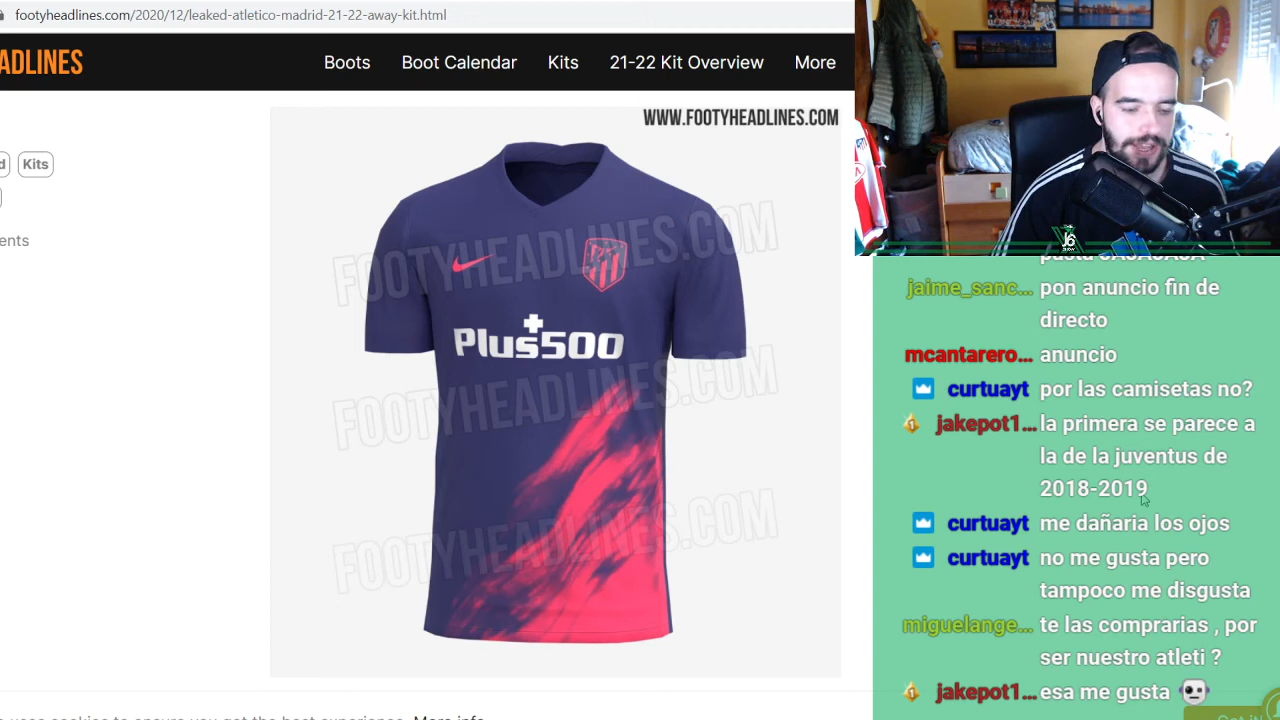 footyheadlines.com/2020/12/leaked-atletico-madrid-21-22-away-kit.html
ADLINES
Boots
Boot Calendar
Kits
21-22 Kit Overview
More
WWW.FOOTYHEADLINES.COM
d
Kits
ents
FOOTYHEADLINES.COM
Plus500
FOOTYHEADLINES.COM
FOOTYHEADLINES.COM
J6
jaime_sanc... pon anuncio fin de
directo
mcantarero... anuncio
curtuayt por las camisetas no?
jakepot1... la primera se parece a
la de la juventus de
2018-2019
curtuayt me dañaria los ojos
curtuayt no me gusta pero
tampoco me disgusta
miguelange... te las comprarias , por
ser nuestro atleti ?
jakepot1... esa me gusta